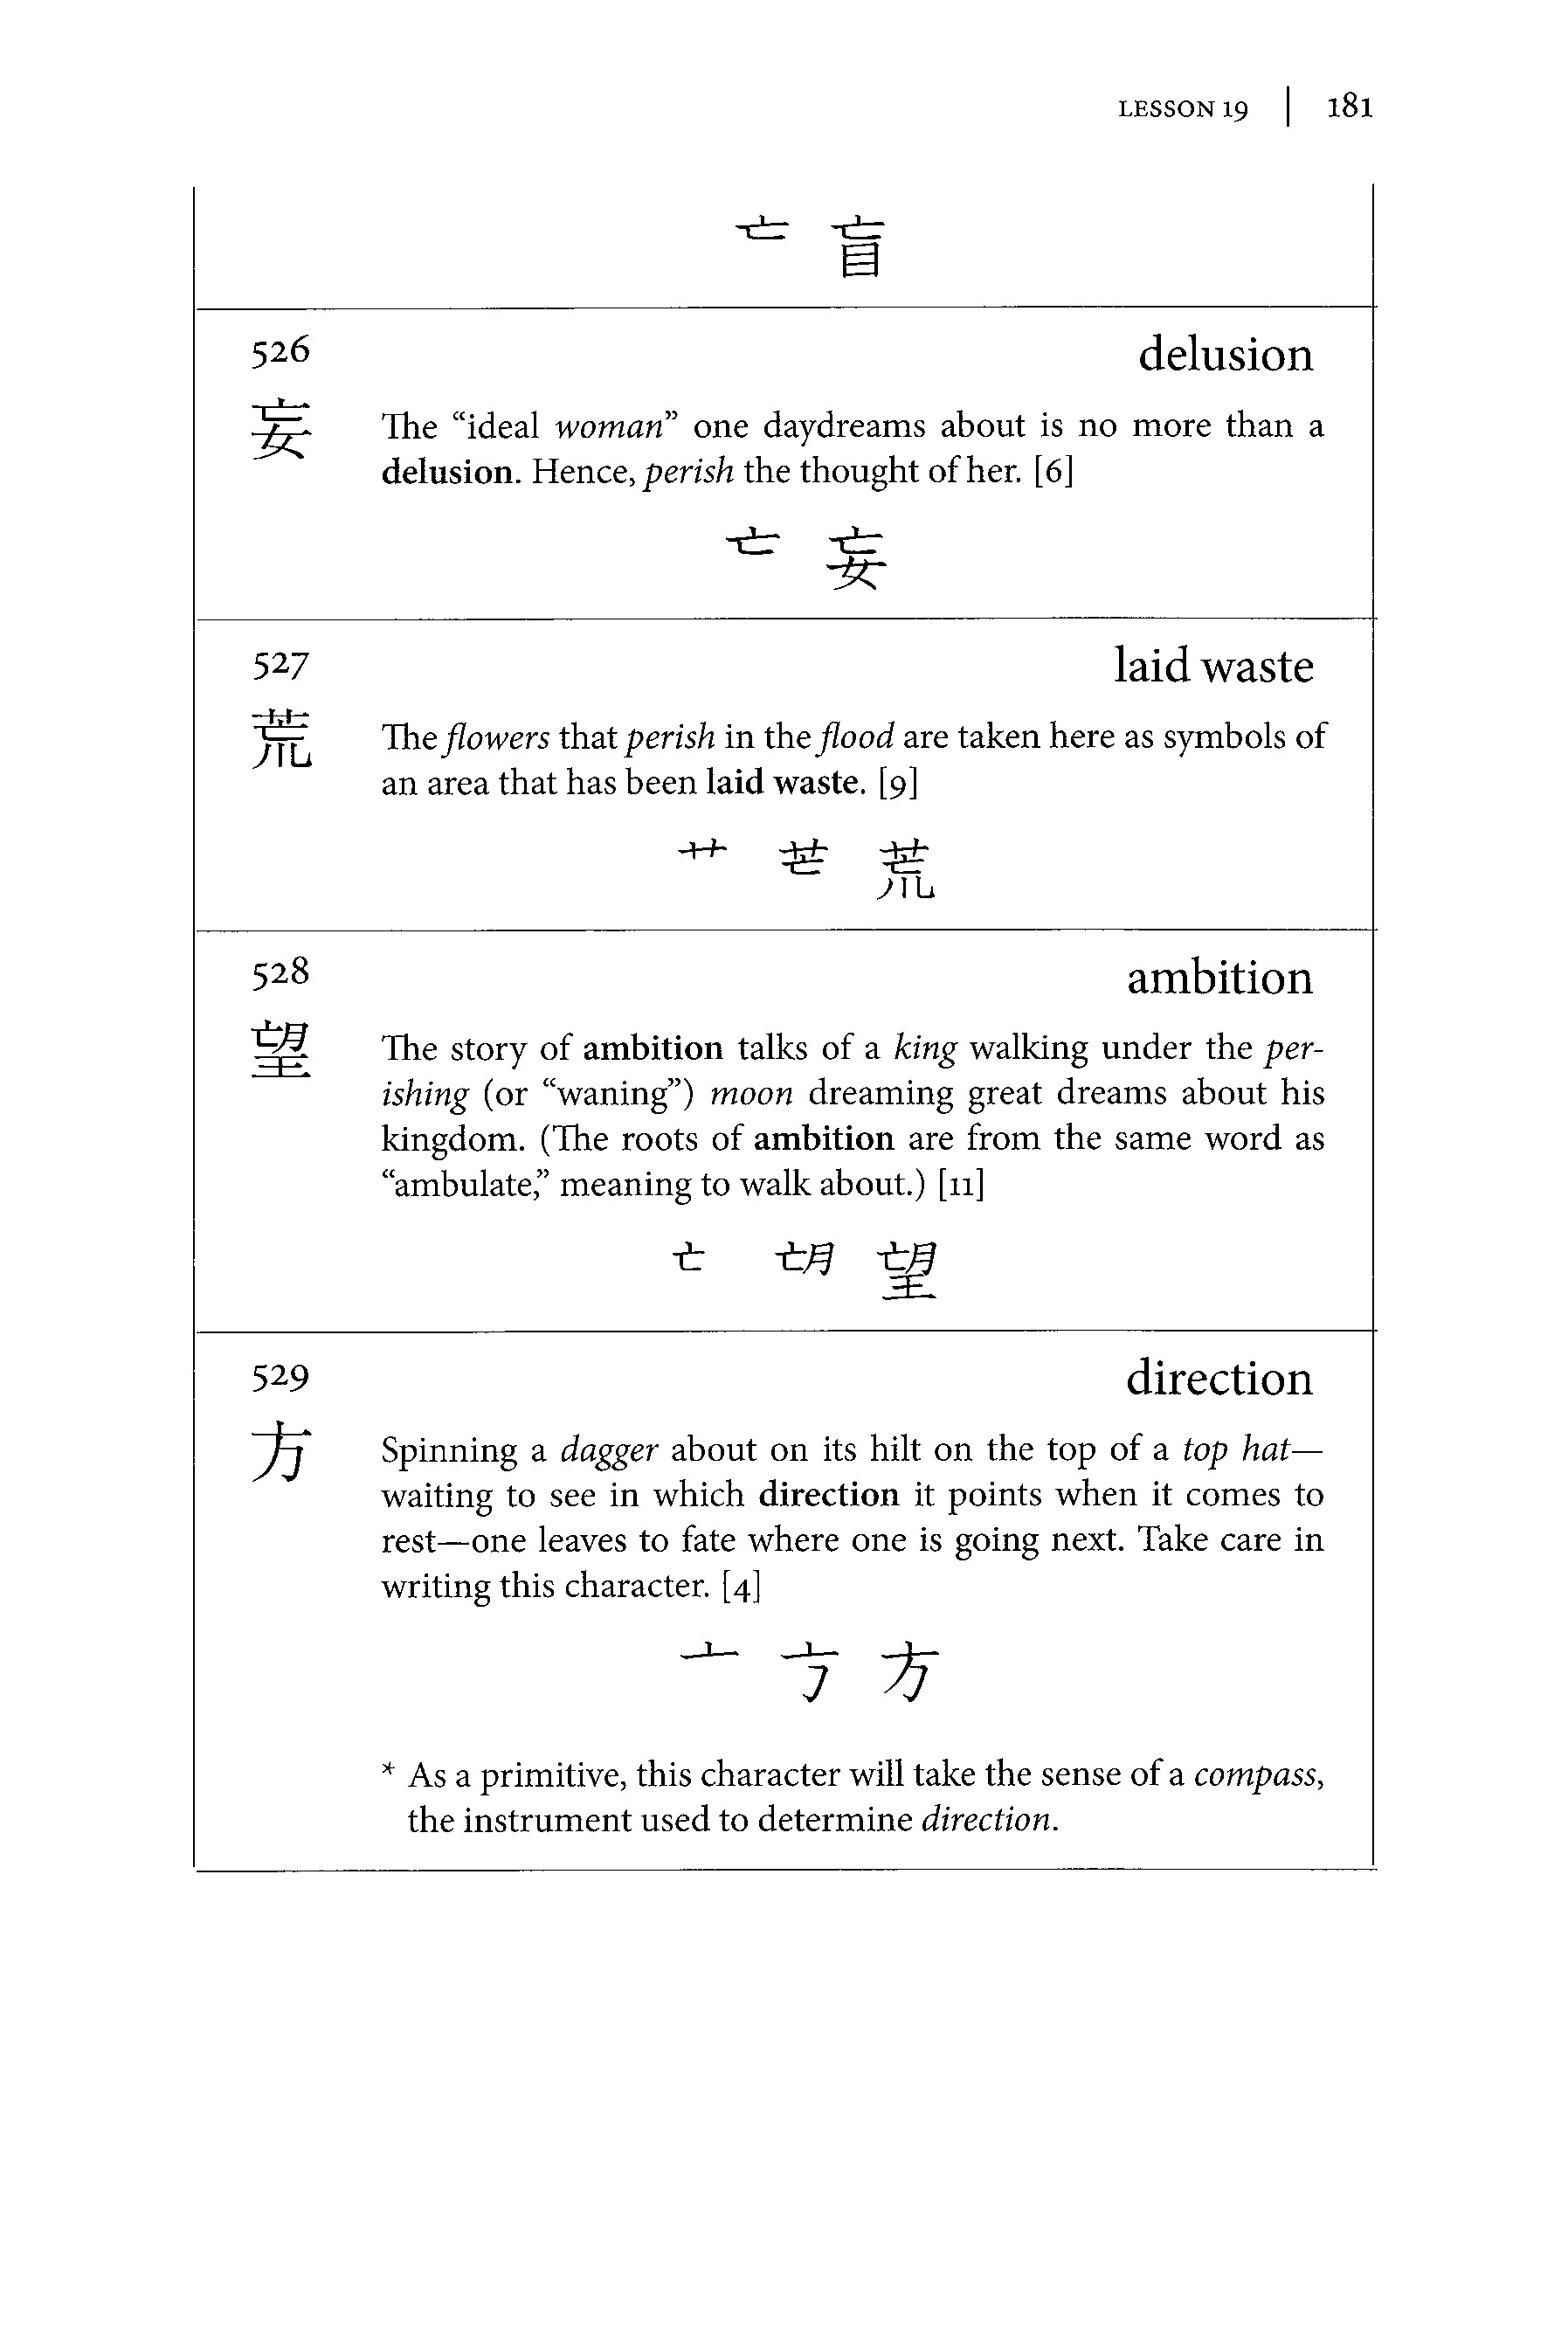 LESSON 19 | 181
亡 盲
526 delusion
妄 The “ideal woman” one daydreams about is no more than a
delusion. Hence, perish the thought of her. [6]
亡 妄
527 laid waste
荒 The flowers that perish in the flood are taken here as symbols of
an area that has been laid waste. [9]
艹 芒 荒
528 ambition
望 The story of ambition talks of a king walking under the per-
ishing (or “waning”) moon dreaming great dreams about his
kingdom. (The roots of ambition are from the same word as
“ambulate,” meaning to walk about.) [11]
亡 望
529 direction
方 Spinning a dagger about on its hilt on the top of a top hat—
waiting to see in which direction it points when it comes to
rest—one leaves to fate where one is going next. Take care in
writing this character. [4]
亠 方
* As a primitive, this character will take the sense of a compass,
the instrument used to determine direction.